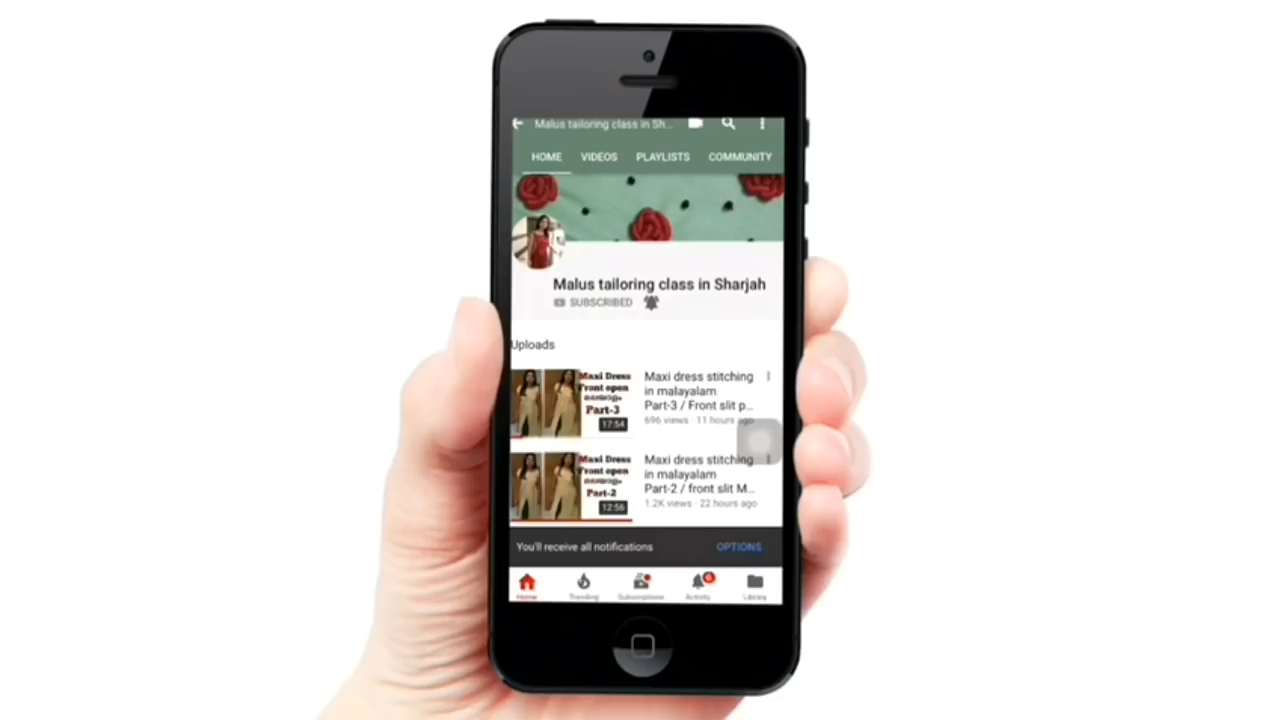 Malus tailoring class in Sh...
HOME VIDEOS PLAYLISTS COMMUNITY
Malus tailoring class in Sharjah
SUBSCRIBED
Uploads
Maxi Dress
Front open
മലയാളം
Part-3
17:54
Maxi dress stitching
in malayalam
Part-3 / Front slit p...
696 views · 11 hours ago
Maxi Dress
Front open
മലയാളം
Part-2
12:56
Maxi dress stitching
in malayalam
Part-2 / front slit M...
1.2K views · 22 hours ago
You'll receive all notifications OPTIONS
6
Home Trending Subscriptions Activity Library